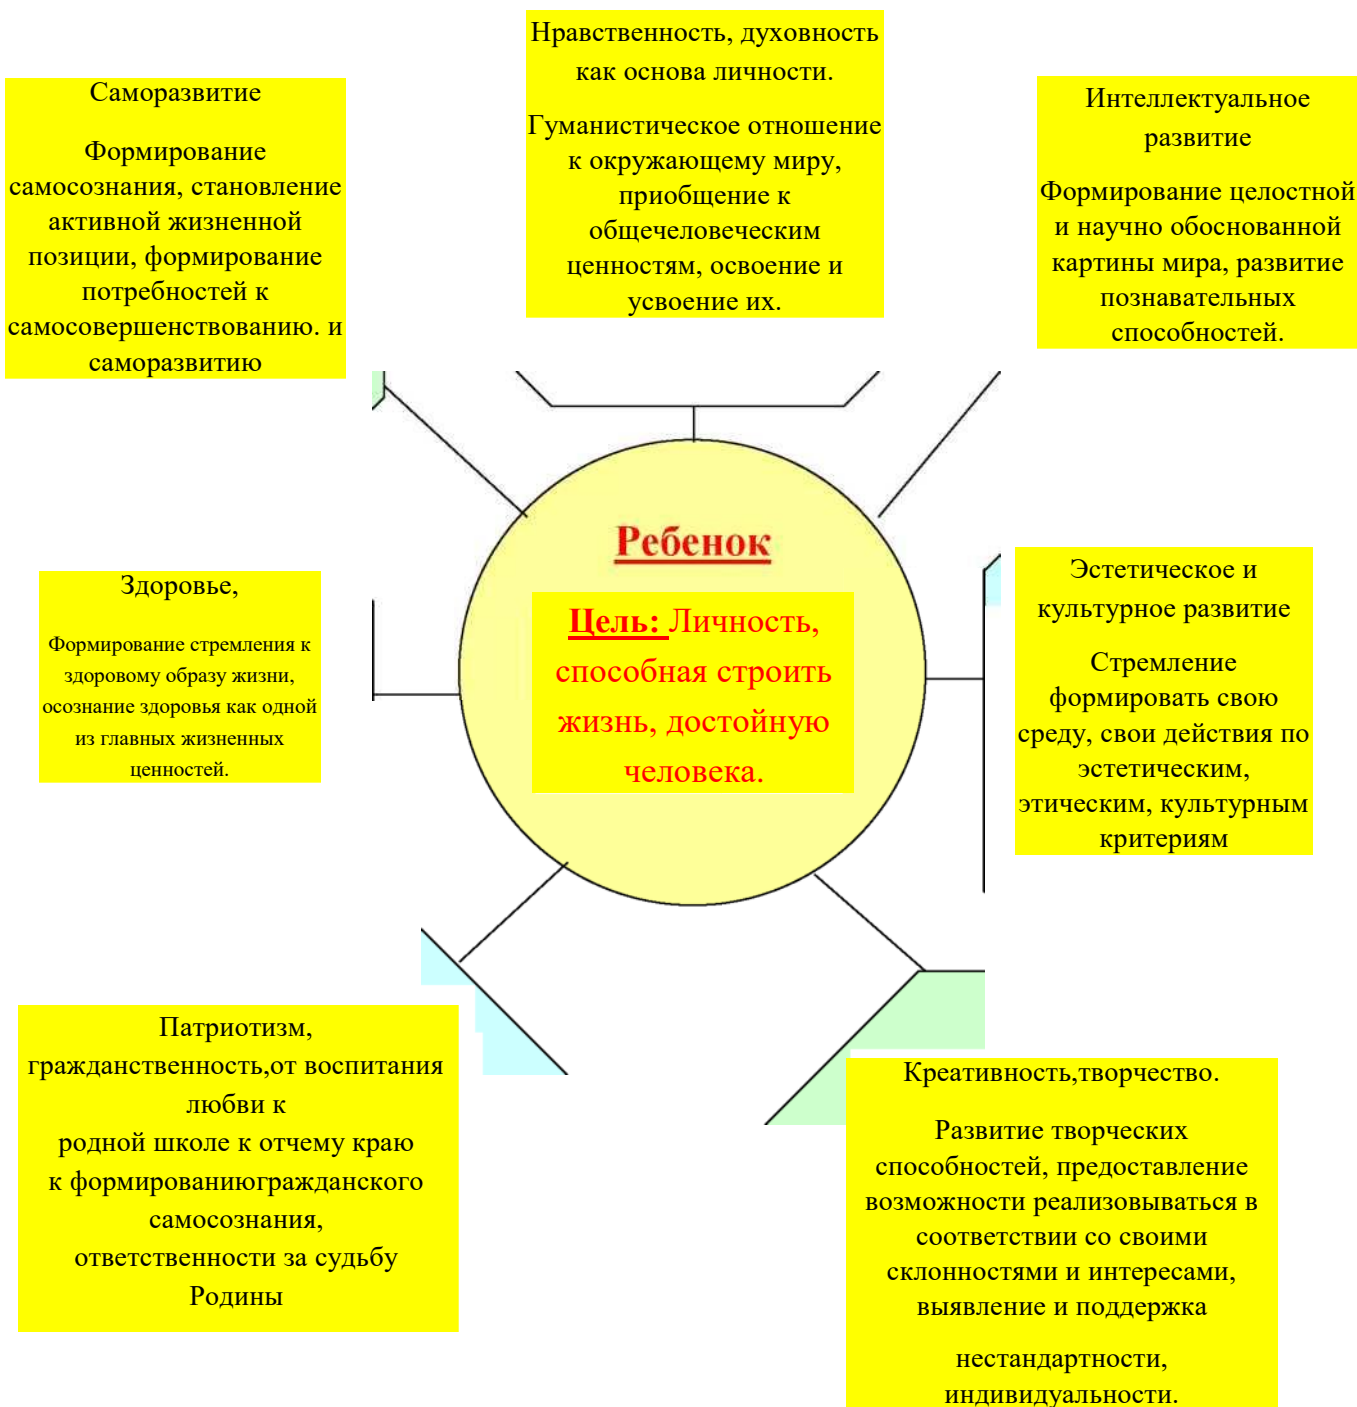 Нравственность, духовность
как основа личности.
Гуманистическое отношение
к окружающему миру,
приобщение к
общечеловеческим
ценностям, освоение и
усвоение их.
Саморазвитие
Формирование
самосознания, становление
активной жизненной
позиции, формирование
потребностей к
самосовершенствованию. и
саморазвитию
Интеллектуальное
развитие
Формирование целостной
и научно обоснованной
картины мира, развитие
познавательных
способностей.
Ребенок
Цель: Личность,
способная строить
жизнь, достойную
человека.
Здоровье,
Формирование стремления к
здоровому образу жизни,
осознание здоровья как одной
из главных жизненных
ценностей.
Эстетическое и
культурное развитие
Стремление
формировать свою
среду, свои действия по
эстетическим,
этическим, культурным
критериям
Патриотизм,
гражданственность,от воспитания
любви к
родной школе к отчему краю
к формированиюгражданского
самосознания,
ответственности за судьбу
Родины
Креативность,творчество.
Развитие творческих
способностей, предоставление
возможности реализовываться в
соответствии со своими
склонностями и интересами,
выявление и поддержка
нестандартности,
индивидуальности.